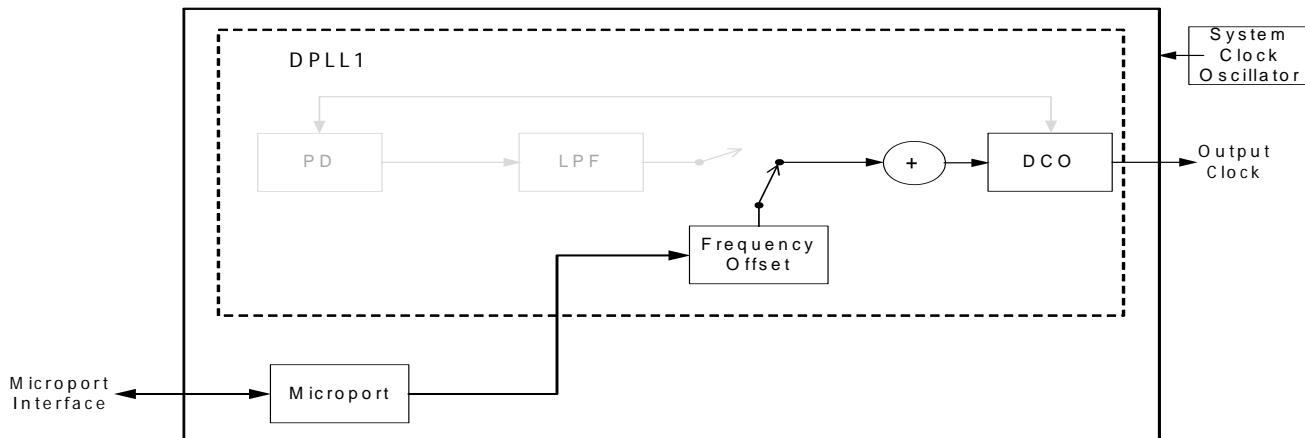 System
Clock
Oscillator
DPLL1
PD
LPF
+
DCO
Output
Clock
Frequency
Offset
Microport
Interface
Microport